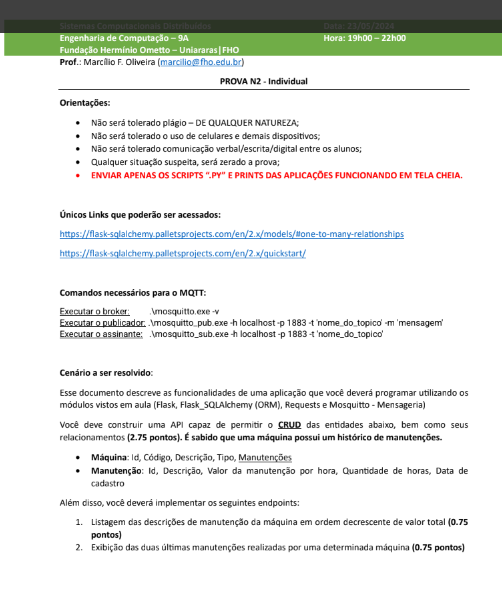 Sistemas Computacionais Distribuídos Data: 23/05/2024
Engenharia de Computação – 9A Hora: 19h00 – 22h00
Fundação Hermínio Ometto – Uniararas|FHO
Prof.: Marcílio F. Oliveira (marcilio@fho.edu.br)
PROVA N2 - Individual
Orientações:
• Não será tolerado plágio – DE QUALQUER NATUREZA;
• Não será tolerado o uso de celulares e demais dispositivos;
• Não será tolerado comunicação verbal/escrita/digital entre os alunos;
• Qualquer situação suspeita, será zerado a prova;
• ENVIAR APENAS OS SCRIPTS ".PY" E PRINTS DAS APLICAÇÕES FUNCIONANDO EM TELA CHEIA.
Únicos Links que poderão ser acessados:
https://flask-sqlalchemy.palletsprojects.com/en/2.x/models/#one-to-many-relationships
https://flask-sqlalchemy.palletsprojects.com/en/2.x/quickstart/
Comandos necessários para o MQTT:
Executar o broker: .\mosquitto.exe -v
Executar o publicador: .\mosquitto_pub.exe -h localhost -p 1883 -t 'nome_do_topico' -m 'mensagem'
Executar o assinante: .\mosquitto_sub.exe -h localhost -p 1883 -t 'nome_do_topico'
Cenário a ser resolvido:
Esse documento descreve as funcionalidades de uma aplicação que você deverá programar utilizando os
módulos vistos em aula (Flask, Flask_SQLAlchemy (ORM), Requests e Mosquitto - Mensageria)
Você deve construir uma API capaz de permitir o CRUD das entidades abaixo, bem como seus
relacionamentos (2.75 pontos). É sabido que uma máquina possui um histórico de manutenções.
• Máquina: Id, Código, Descrição, Tipo, Manutenções
• Manutenção: Id, Descrição, Valor da manutenção por hora, Quantidade de horas, Data de
cadastro
Além disso, você deverá implementar os seguintes endpoints:
1. Listagem das descrições de manutenção da máquina em ordem decrescente de valor total (0.75
pontos)
2. Exibição das duas últimas manutenções realizadas por uma determinada máquina (0.75 pontos)